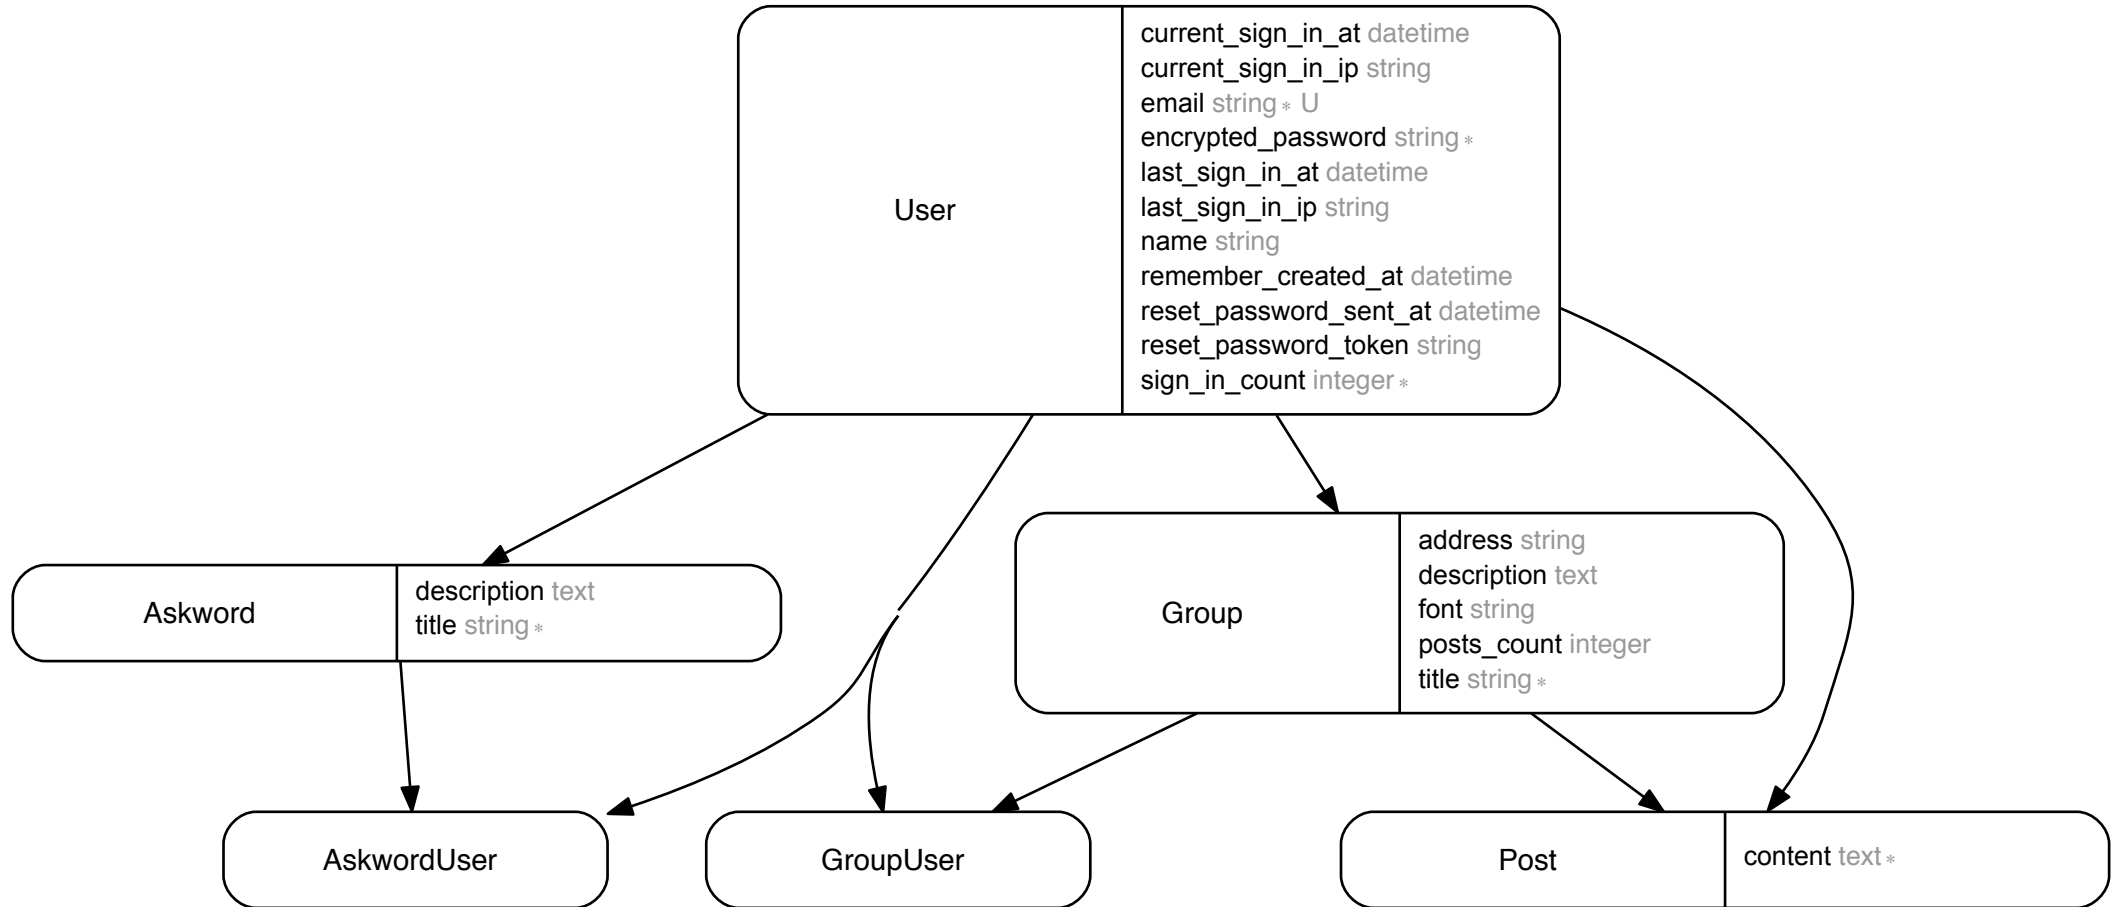 User
current_sign_in_at datetime
current_sign_in_ip string
email string* U
encrypted_password string*
last_sign_in_at datetime
last_sign_in_ip string
name string
remember_created_at datetime
reset_password_sent_at datetime
reset_password_token string
sign_in_count integer*
Askword
description text
title string*
Group
address string
description text
font string
posts_count integer
title string*
AskwordUser
GroupUser
Post
content text*